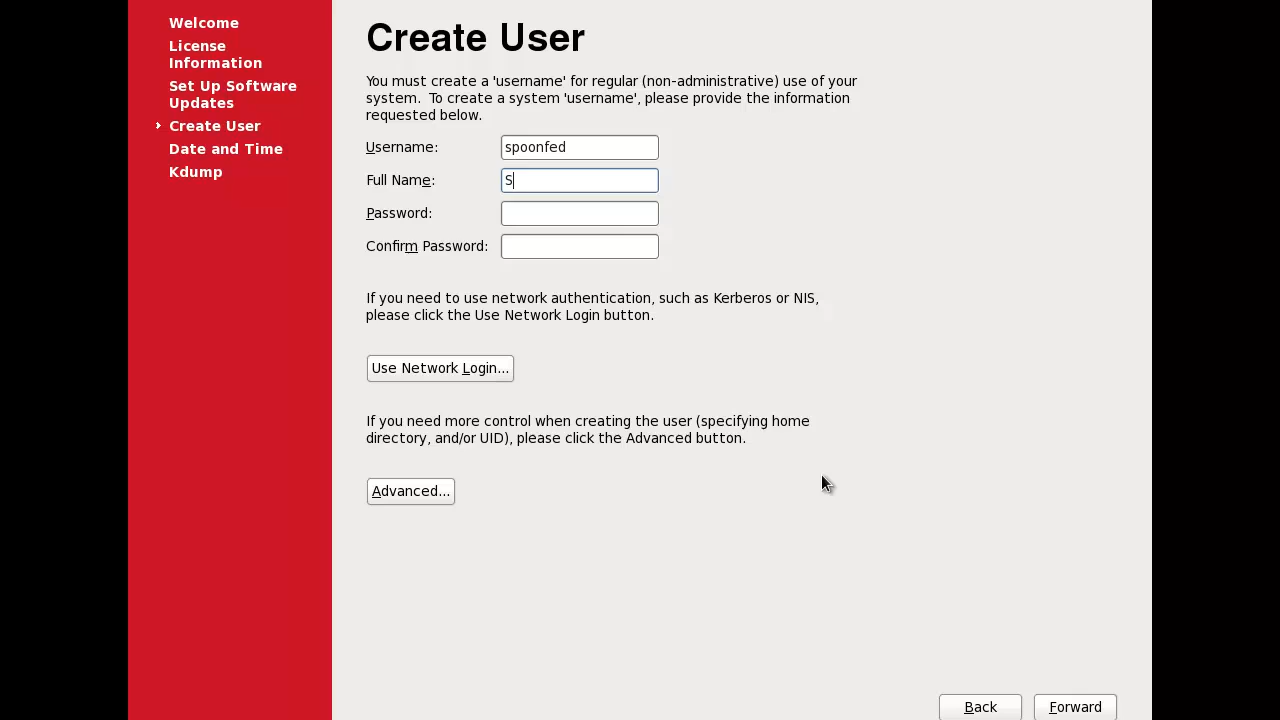 Welcome
License
Information
Set Up Software
Updates
Create User
Date and Time
Kdump
Create User
You must create a 'username' for regular (non-administrative) use of your
system.  To create a system 'username', please provide the information
requested below.
Username: spoonfed
Full Name: S
Password:
Confirm Password:
If you need to use network authentication, such as Kerberos or NIS,
please click the Use Network Login button.
Use Network Login...
If you need more control when creating the user (specifying home
directory, and/or UID), please click the Advanced button.
Advanced...
Back Forward